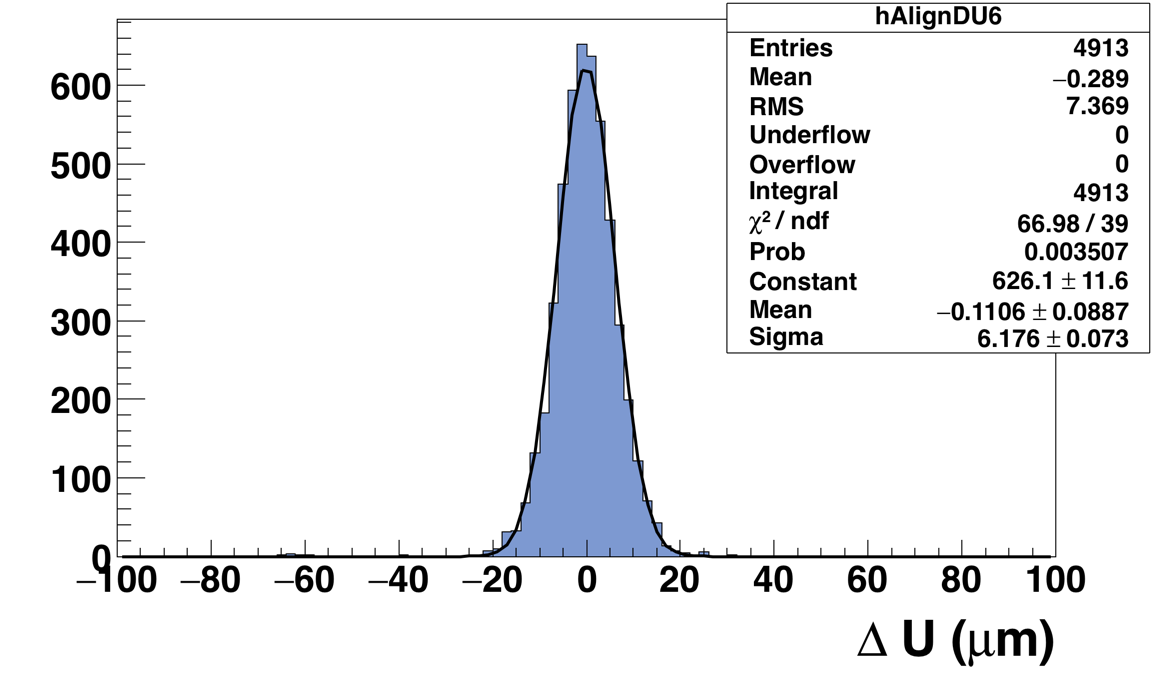 hAlignDU6
Entries 4913
Mean −0.289
RMS 7.369
Underflow 0
Overflow 0
Integral 4913
χ² / ndf 66.98 / 39
Prob 0.003507
Constant 626.1 ± 11.6
Mean −0.1106 ± 0.0887
Sigma 6.176 ± 0.073
600
500
400
300
200
100
0
−100 −80 −60 −40 −20 0 20 40 60 80 100
Δ U (μm)